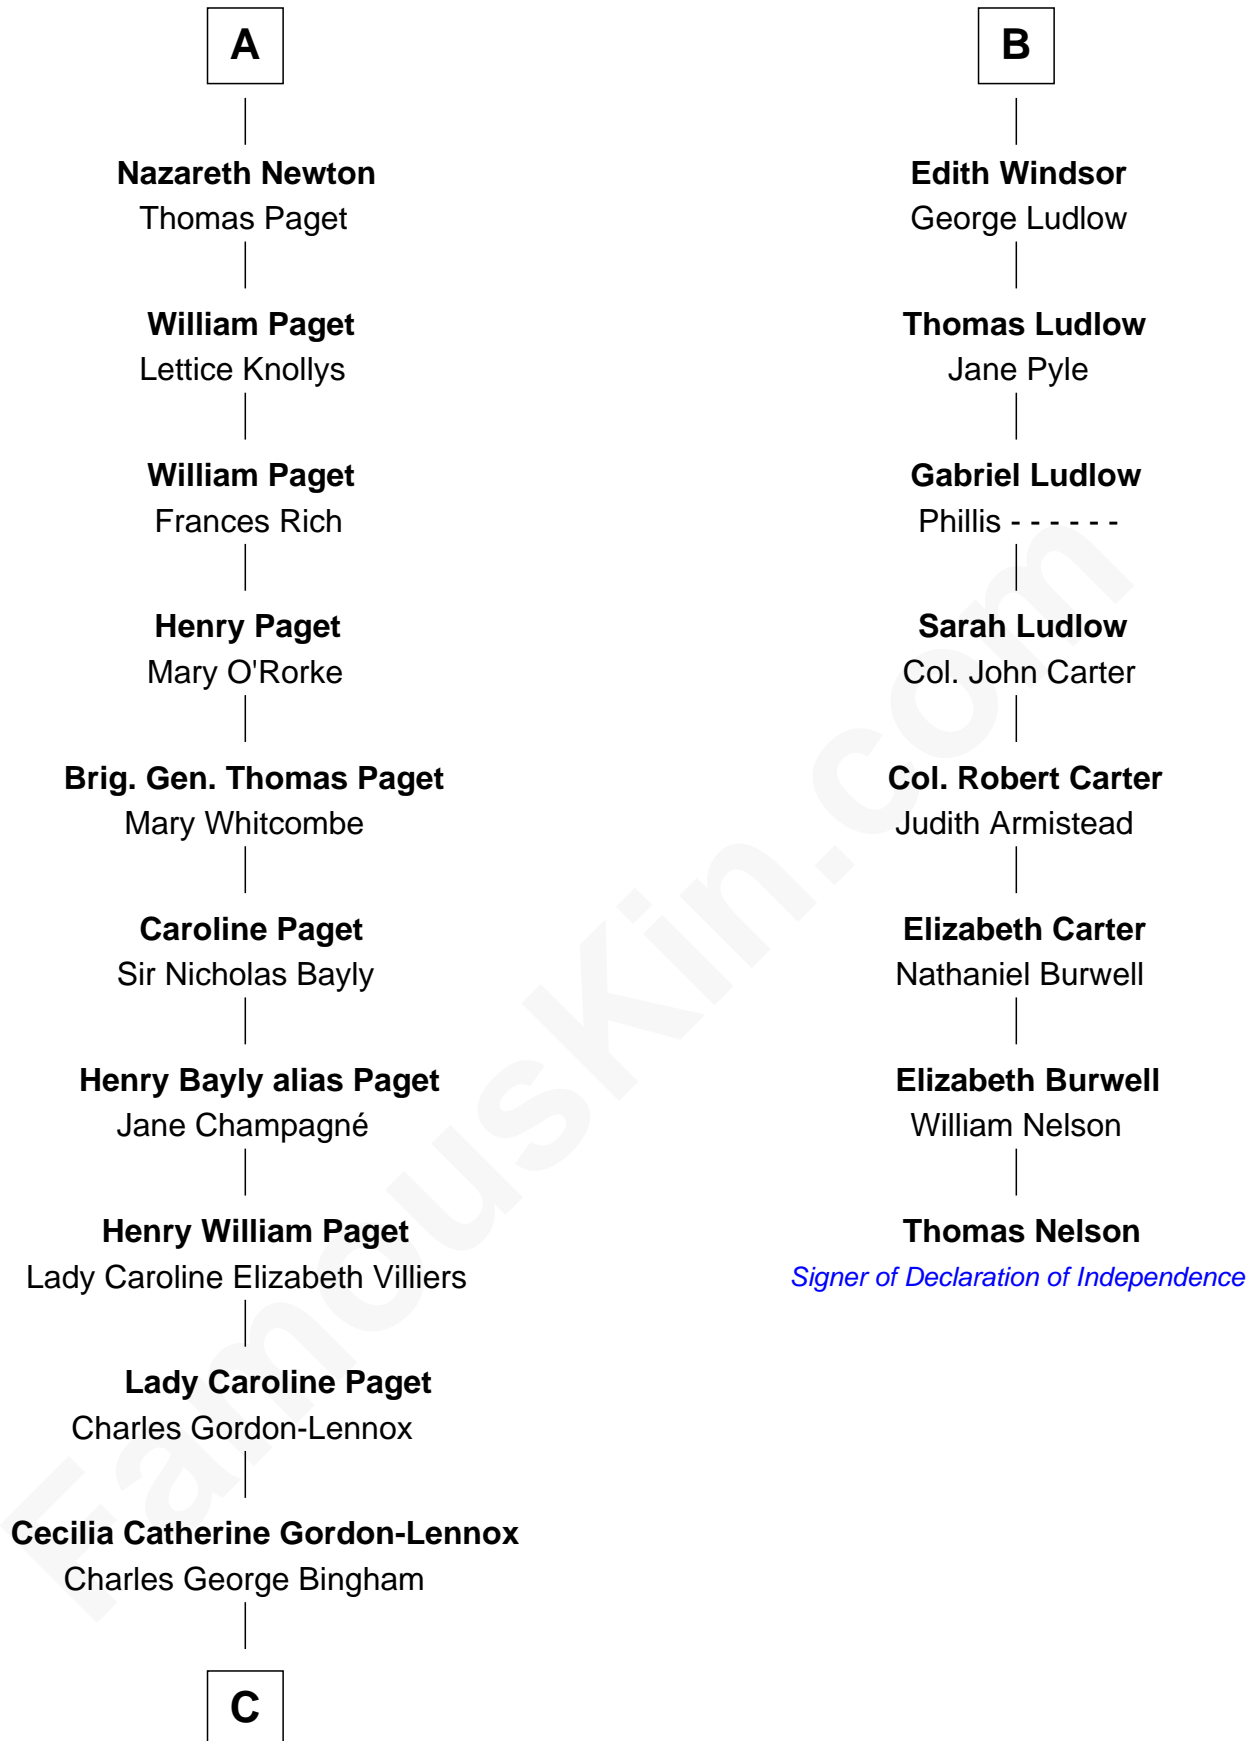 A
Nazareth Newton
Thomas Paget
William Paget
Lettice Knollys
William Paget
Frances Rich
Henry Paget
Mary O'Rorke
Brig. Gen. Thomas Paget
Mary Whitcombe
Caroline Paget
Sir Nicholas Bayly
Henry Bayly alias Paget
Jane Champagné
Henry William Paget
Lady Caroline Elizabeth Villiers
Lady Caroline Paget
Charles Gordon-Lennox
Cecilia Catherine Gordon-Lennox
Charles George Bingham
C
B
Edith Windsor
George Ludlow
Thomas Ludlow
Jane Pyle
Gabriel Ludlow
Phillis - - - - - -
Sarah Ludlow
Col. John Carter
Col. Robert Carter
Judith Armistead
Elizabeth Carter
Nathaniel Burwell
Elizabeth Burwell
William Nelson
Thomas Nelson
Signer of Declaration of Independence
FamousKin.com